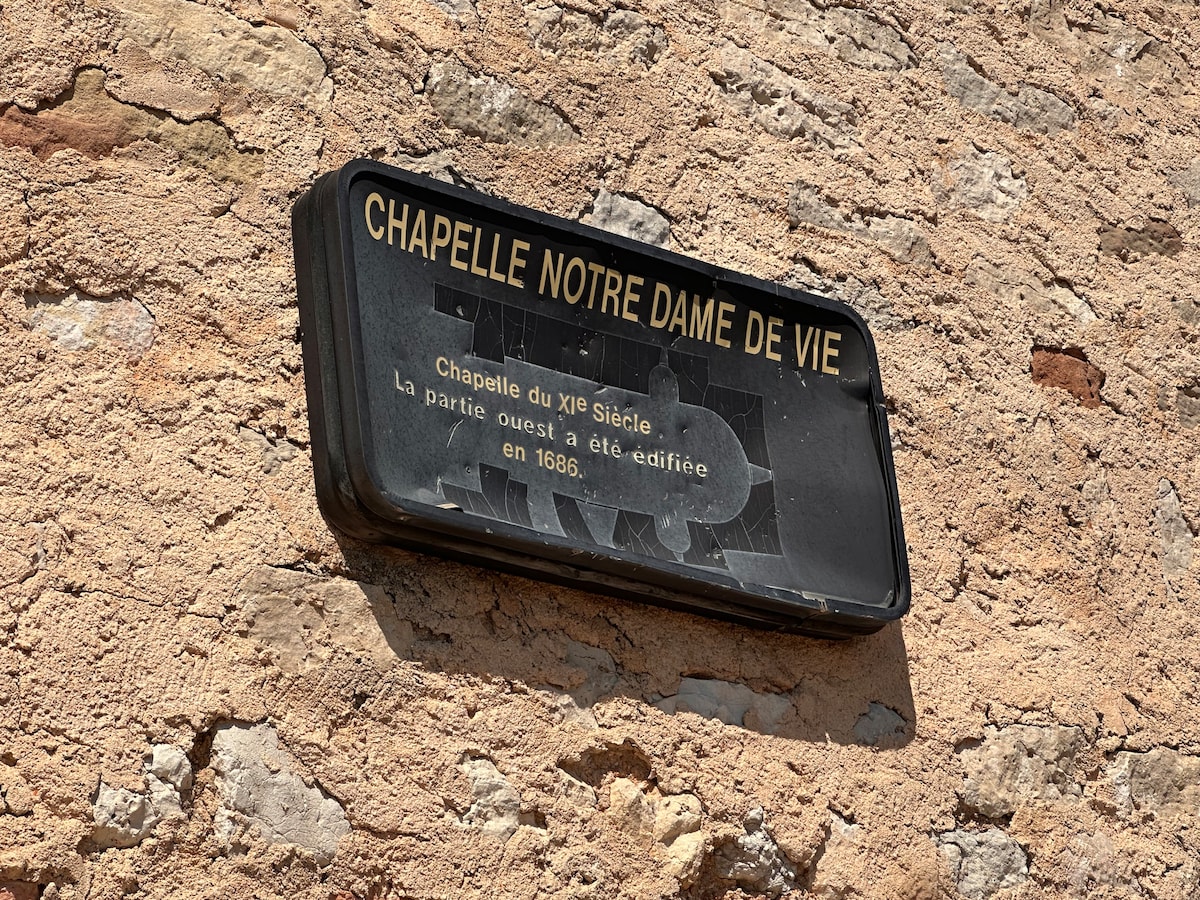 CHAPELLE NOTRE DAME DE VIE
Chapelle du XIe Siècle
La partie ouest a été édifiée
en 1686.